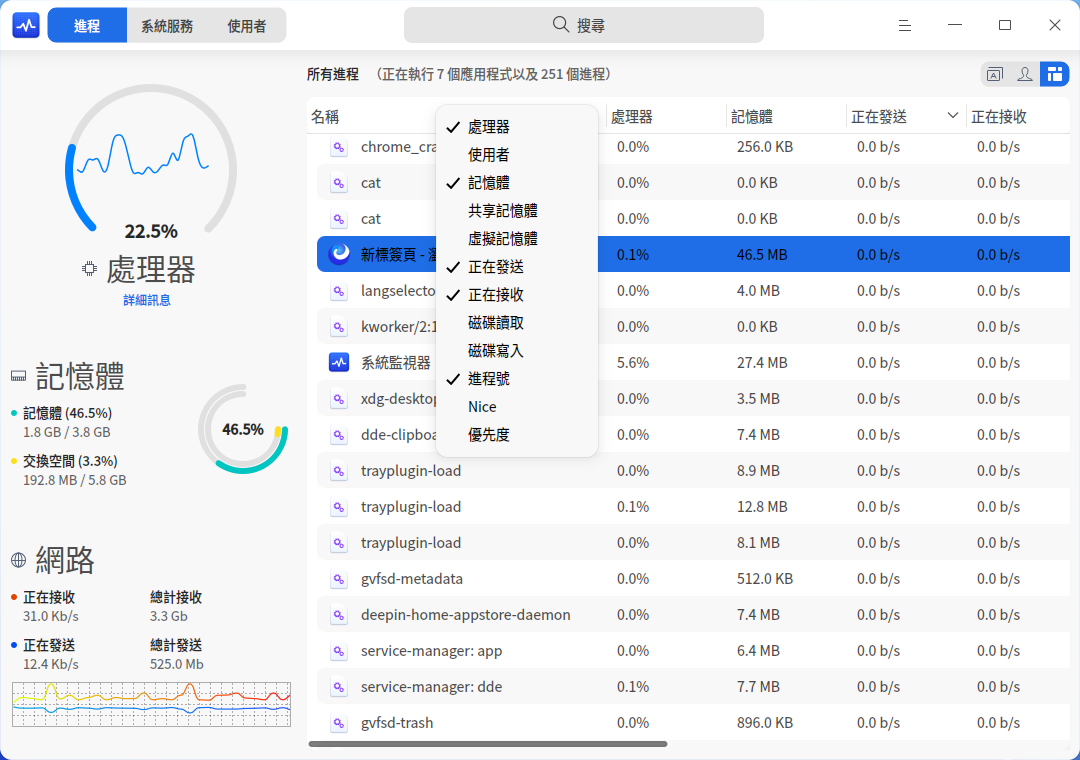 進程 系統服務 使用者 搜尋
所有進程 （正在執行 7 個應用程式以及 251 個進程）
名稱 處理器 記憶體 正在發送 正在接收
22.5%
處理器
詳細訊息
記憶體
記憶體 (46.5%)
1.8 GB / 3.8 GB
交換空間 (3.3%)
192.8 MB / 5.8 GB
46.5%
網路
正在接收 總計接收
31.0 Kb/s 3.3 Gb
正在發送 總計發送
12.4 Kb/s 525.0 Mb
處理器
使用者
記憶體
共享記憶體
虛擬記憶體
正在發送
正在接收
磁碟讀取
磁碟寫入
進程號
Nice
優先度
chrome_cra 0.0% 256.0 KB 0.0 b/s 0.0 b/s
cat 0.0% 0.0 KB 0.0 b/s 0.0 b/s
cat 0.0% 0.0 KB 0.0 b/s 0.0 b/s
新標簽頁 - 0.1% 46.5 MB 0.0 b/s 0.0 b/s
langselecto 0.0% 4.0 MB 0.0 b/s 0.0 b/s
kworker/2:1 0.0% 0.0 KB 0.0 b/s 0.0 b/s
系統監視器 5.6% 27.4 MB 0.0 b/s 0.0 b/s
xdg-desktop 0.0% 3.5 MB 0.0 b/s 0.0 b/s
dde-clipboa 0.0% 7.4 MB 0.0 b/s 0.0 b/s
trayplugin-load 0.0% 8.9 MB 0.0 b/s 0.0 b/s
trayplugin-load 0.1% 12.8 MB 0.0 b/s 0.0 b/s
trayplugin-load 0.0% 8.1 MB 0.0 b/s 0.0 b/s
gvfsd-metadata 0.0% 512.0 KB 0.0 b/s 0.0 b/s
deepin-home-appstore-daemon 0.0% 7.4 MB 0.0 b/s 0.0 b/s
service-manager: app 0.0% 6.4 MB 0.0 b/s 0.0 b/s
service-manager: dde 0.1% 7.7 MB 0.0 b/s 0.0 b/s
gvfsd-trash 0.0% 896.0 KB 0.0 b/s 0.0 b/s